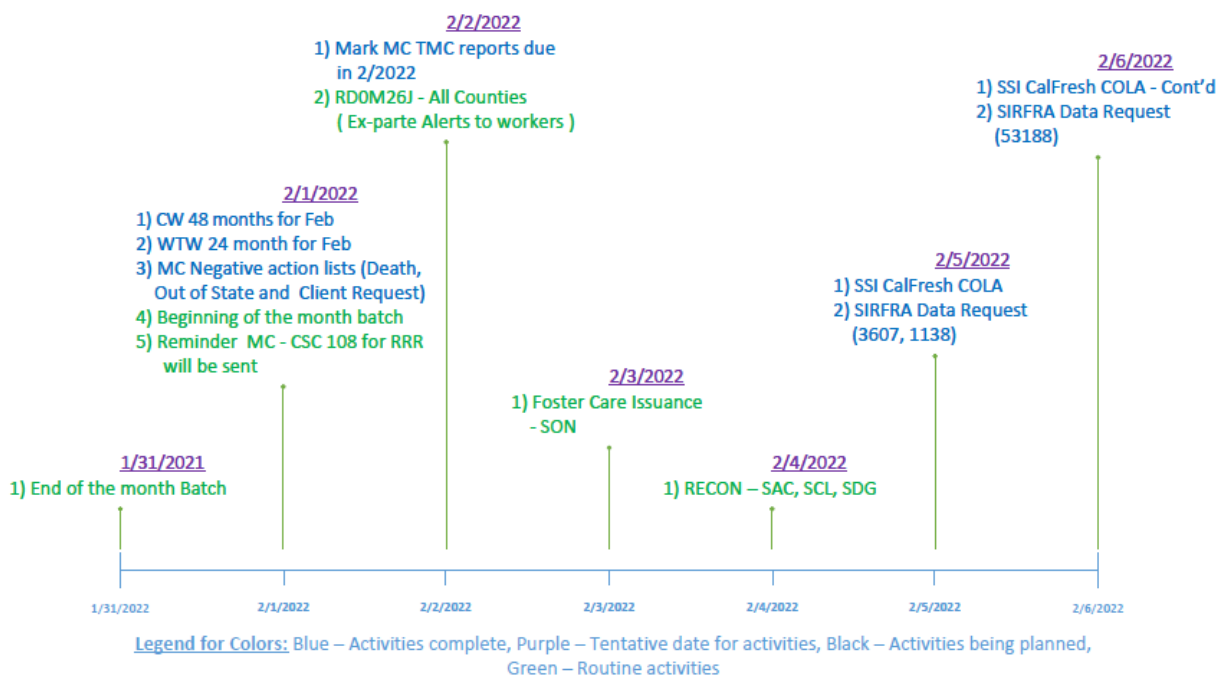 2/2/2022
1) Mark MC TMC reports due
in 2/2022
2) RD0M26J - All Counties
( Ex-parte Alerts to workers )
2/6/2022
1) SSI CalFresh COLA - Cont'd
2) SIRFRA Data Request
(53188)
2/1/2022
1) CW 48 months for Feb
2) WTW 24 month for Feb
3) MC Negative action lists (Death,
Out of State and Client Request)
4) Beginning of the month batch
5) Reminder MC - CSC 108 for RRR
will be sent
2/5/2022
1) SSI CalFresh COLA
2) SIRFRA Data Request
(3607, 1138)
2/3/2022
1) Foster Care Issuance
- SON
1/31/2021
1) End of the month Batch
2/4/2022
1) RECON – SAC, SCL, SDG
1/31/2022 2/1/2022 2/2/2022 2/3/2022 2/4/2022 2/5/2022 2/6/2022
Legend for Colors: Blue – Activities complete, Purple – Tentative date for activities, Black – Activities being planned,
Green – Routine activities